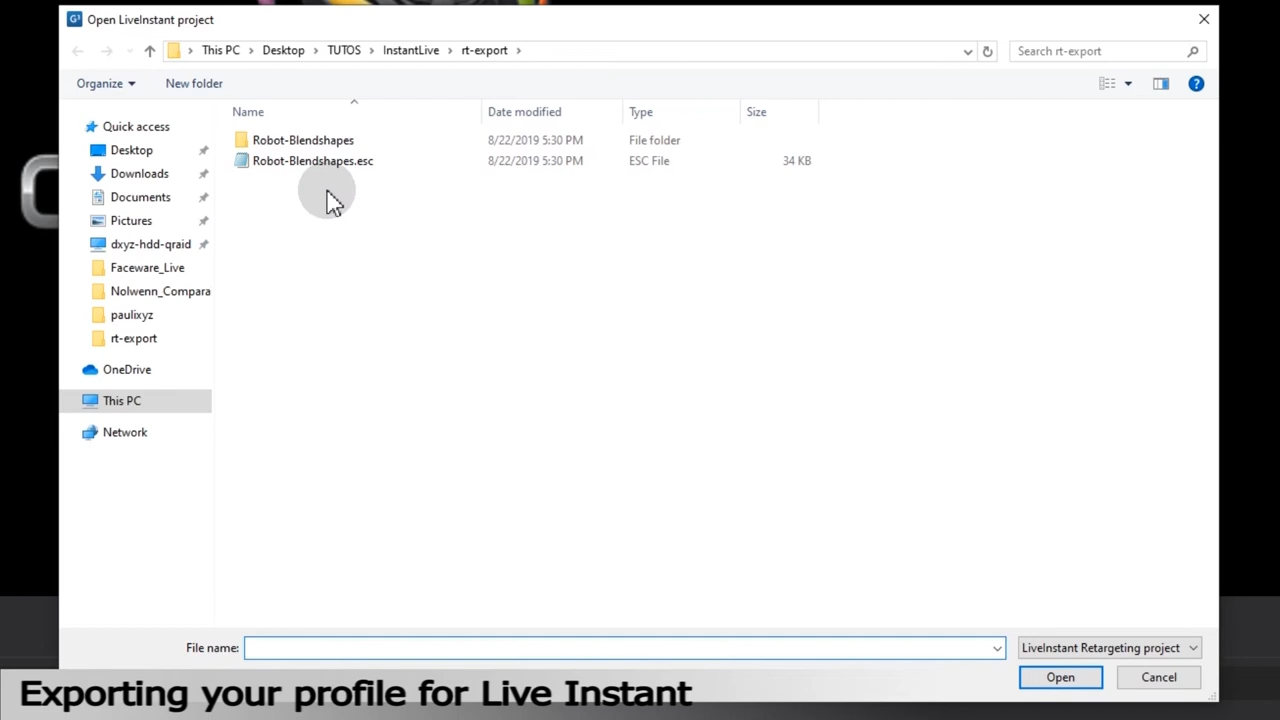 Open LiveInstant project
This PC > Desktop > TUTOS > InstantLive > rt-export >
Search rt-export
Organize
New folder
Name Date modified Type Size
Quick access
Desktop
Downloads
Documents
Pictures
dxyz-hdd-qraid
Faceware_Live
Nolwenn_Compara
paulixyz
rt-export
OneDrive
This PC
Network
Robot-Blendshapes 8/22/2019 5:30 PM File folder
Robot-Blendshapes.esc 8/22/2019 5:30 PM ESC File 34 KB
File name:
LiveInstant Retargeting project
Open
Cancel
Exporting your profile for Live Instant